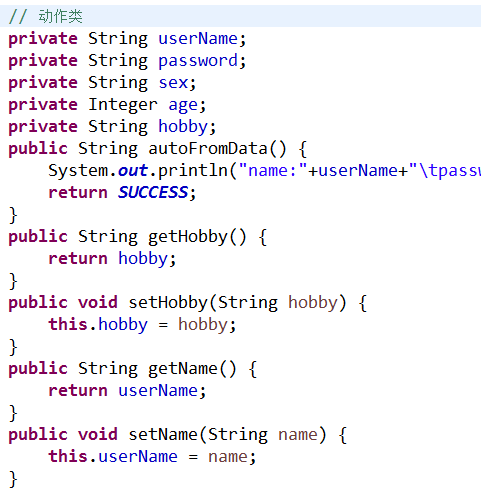 // 动作类
private String userName;
private String password;
private String sex;
private Integer age;
private String hobby;
public String autoFromData() {
    System.out.println("name:"+userName+"\tpassw
    return SUCCESS;
}
public String getHobby() {
    return hobby;
}
public void setHobby(String hobby) {
    this.hobby = hobby;
}
public String getName() {
    return userName;
}
public void setName(String name) {
    this.userName = name;
}